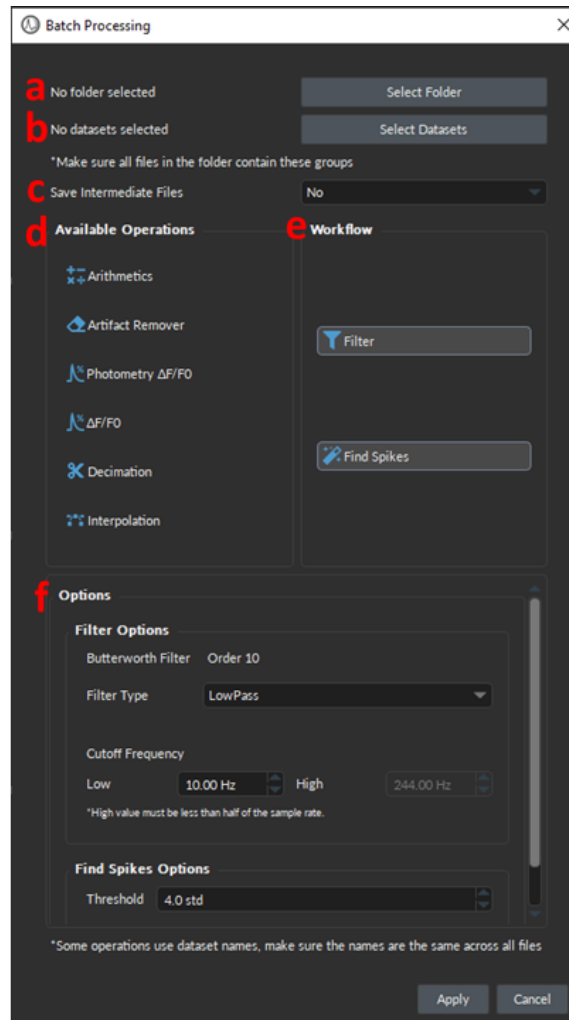 Batch Processing
a No folder selected Select Folder
b No datasets selected Select Datasets
*Make sure all files in the folder contain these groups
c Save Intermediate Files No
d Available Operations e Workflow
Arithmetics
Artifact Remover
Filter
Photometry ΔF/F0
ΔF/F0
Find Spikes
Decimation
Interpolation
f Options
Filter Options
Butterworth Filter Order 10
Filter Type LowPass
Cutoff Frequency
Low 10.00 Hz High 244.00 Hz
*High value must be less than half of the sample rate.
Find Spikes Options
Threshold 4.0 std
*Some operations use dataset names, make sure the names are the same across all files
Apply Cancel